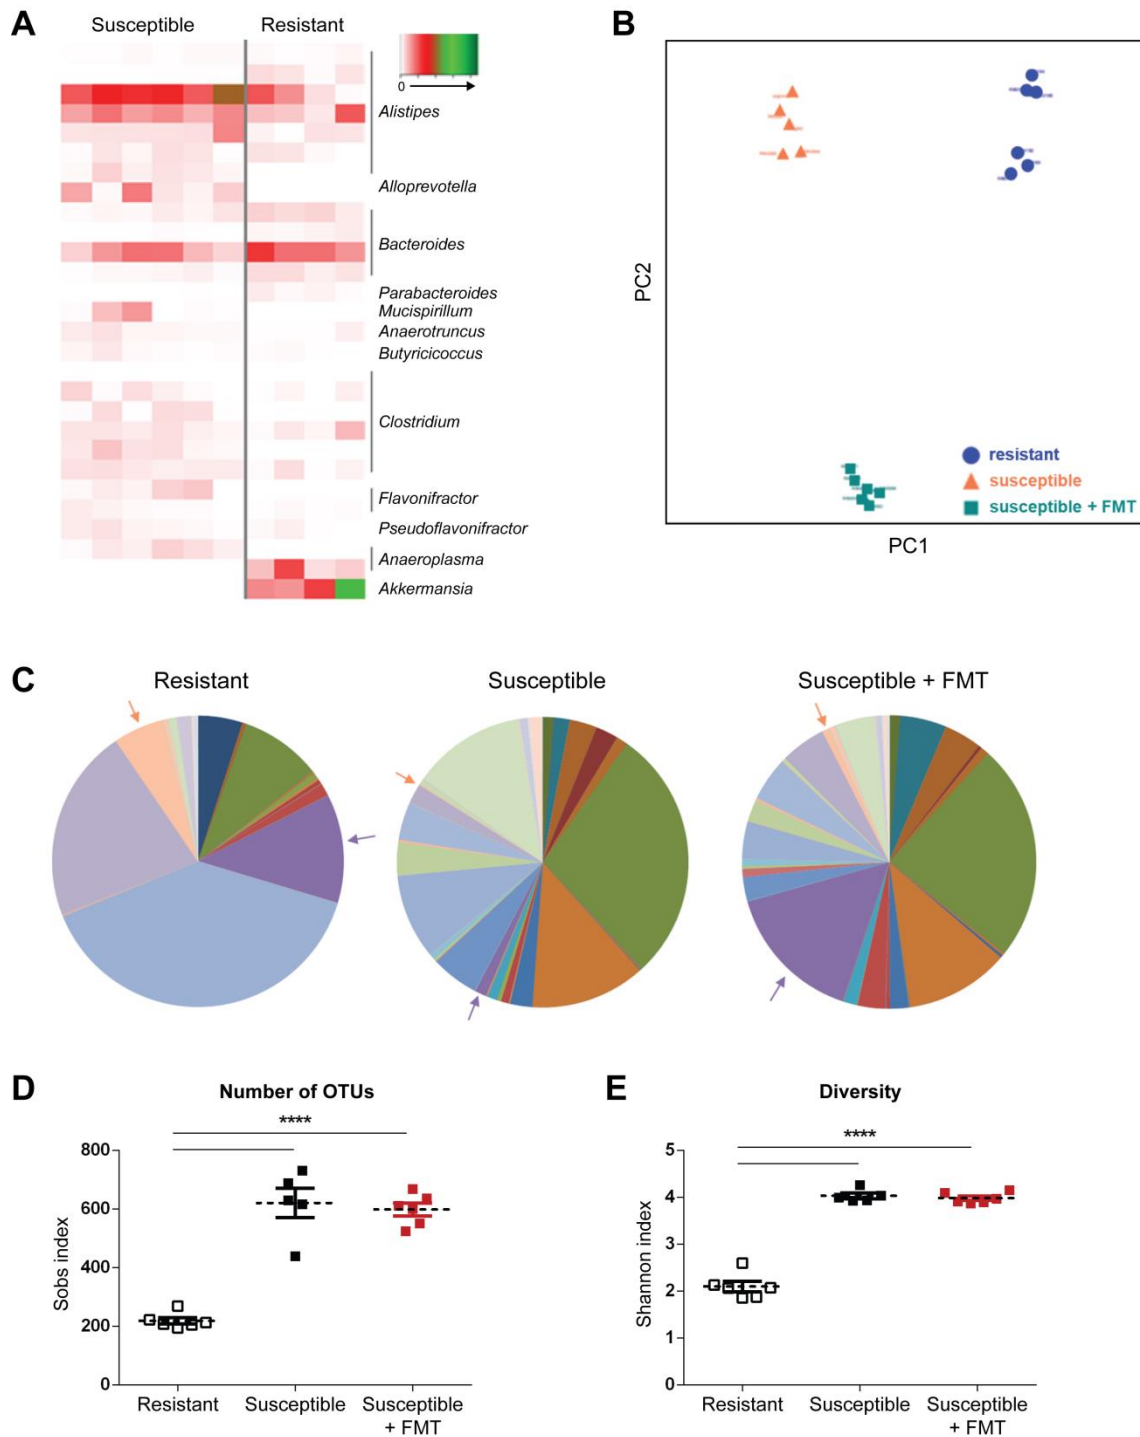 A
Susceptible
Resistant
0
Alistipes
Alloprevotella
Bacteroides
Parabacteroides
Mucispirillum
Anaerotruncus
Butyricicoccus
Clostridium
Flavonifractor
Pseudoflavonifractor
Anaeroplasma
Akkermansia
B
PC2
resistant
susceptible
susceptible + FMT
PC1
C
Resistant
Susceptible
Susceptible + FMT
D
Number of OTUs
****
800
600
400
200
0
Sobs index
Resistant
Susceptible
Susceptible
+ FMT
E
Diversity
****
5
4
3
2
1
0
Shannon index
Resistant
Susceptible
Susceptible
+ FMT